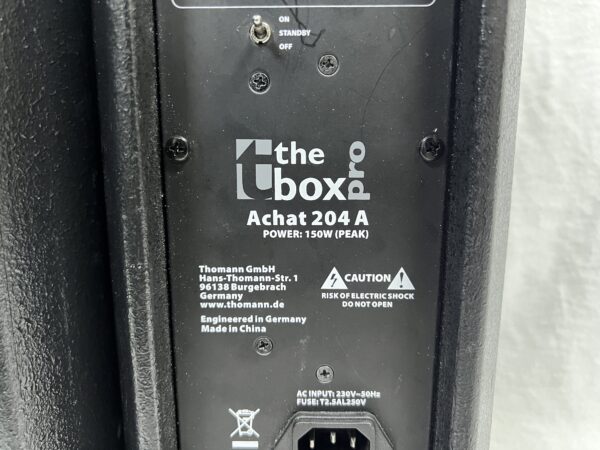 ON
STANDBY
OFF
the box pro
Achat 204 A
POWER: 150W (PEAK)
Thomann GmbH
Hans-Thomann-Str. 1
96138 Burgebrach
Germany
www.thomann.de
Engineered in Germany
Made in China
CAUTION
RISK OF ELECTRIC SHOCK
DO NOT OPEN
AC INPUT: 230V~50Hz
FUSE: T2.5AL250V